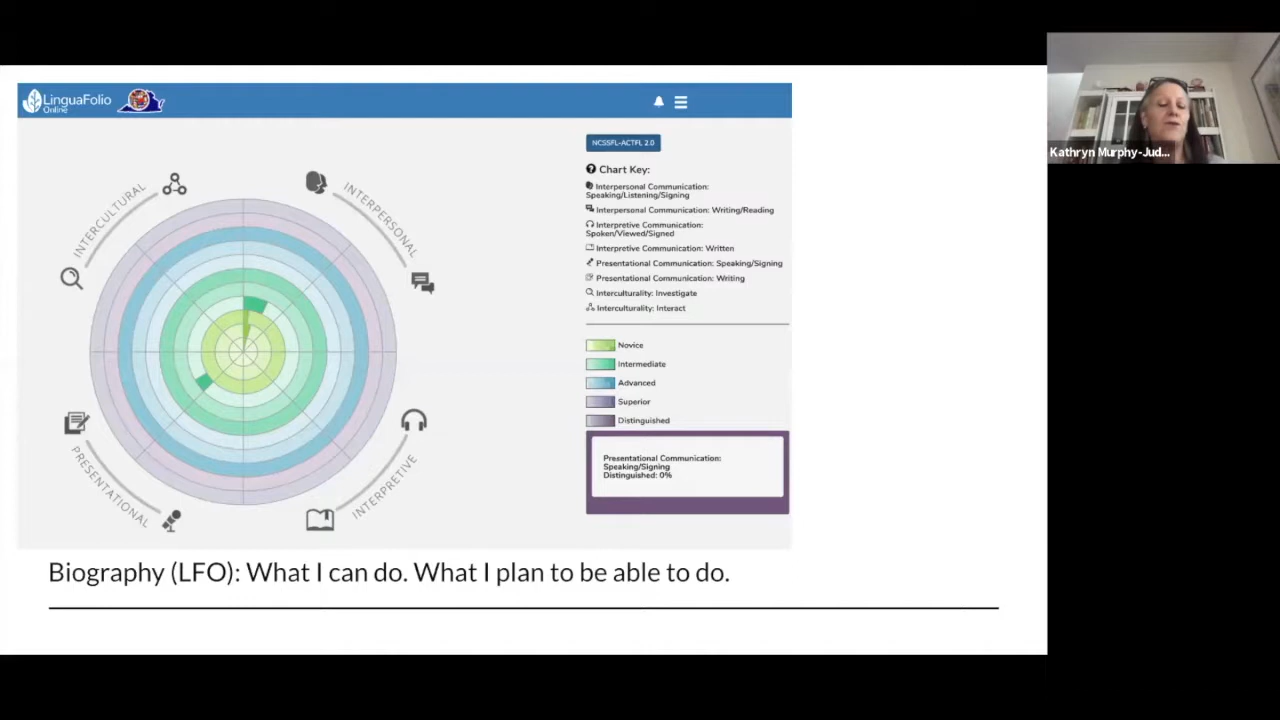 LinguaFolio
Online
NCSSFL-ACTFL 2.0
Chart Key:
Interpersonal Communication:
Speaking/Listening/Signing
Interpersonal Communication: Writing/Reading
Interpretive Communication:
Spoken/Viewed/Signed
Interpretive Communication: Written
Presentational Communication: Speaking/Signing
Presentational Communication: Writing
Interculturality: Investigate
Interculturality: Interact
Novice
Intermediate
Advanced
Superior
Distinguished
Presentational Communication:
Speaking/Signing
Distinguished: 0%
INTERCULTURAL
INTERPERSONAL
PRESENTATIONAL
INTERPRETIVE
Biography (LFO): What I can do. What I plan to be able to do.
Kathryn Murphy-Jud...